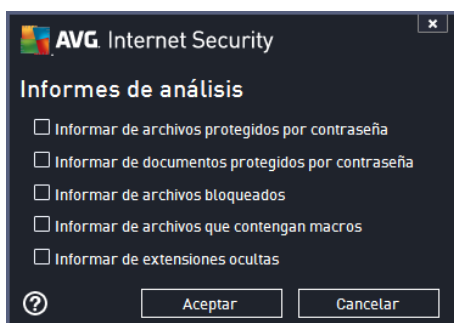 AVG. Internet Security
x
Informes de análisis
Informar de archivos protegidos por contraseña
Informar de documentos protegidos por contraseña
Informar de archivos bloqueados
Informar de archivos que contengan macros
Informar de extensiones ocultas
? Aceptar Cancelar